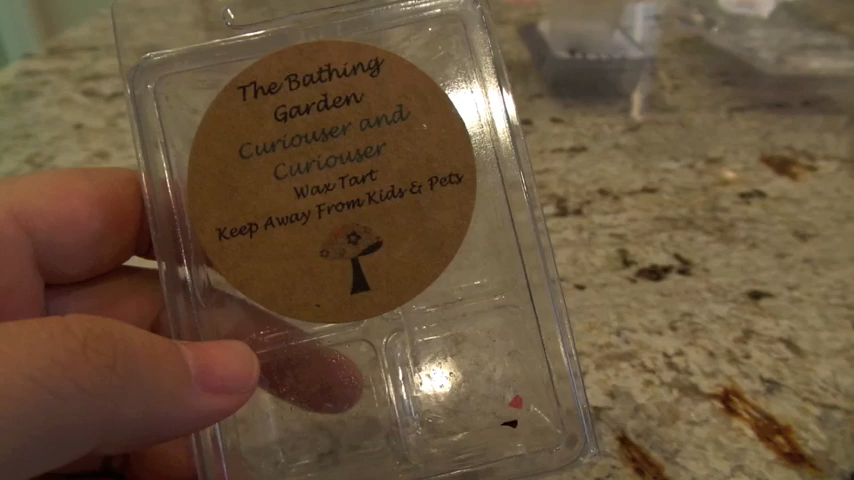 The Bathing
Garden
Curiouser and
Curiouser
Wax Tart
Keep Away From Kids & Pets